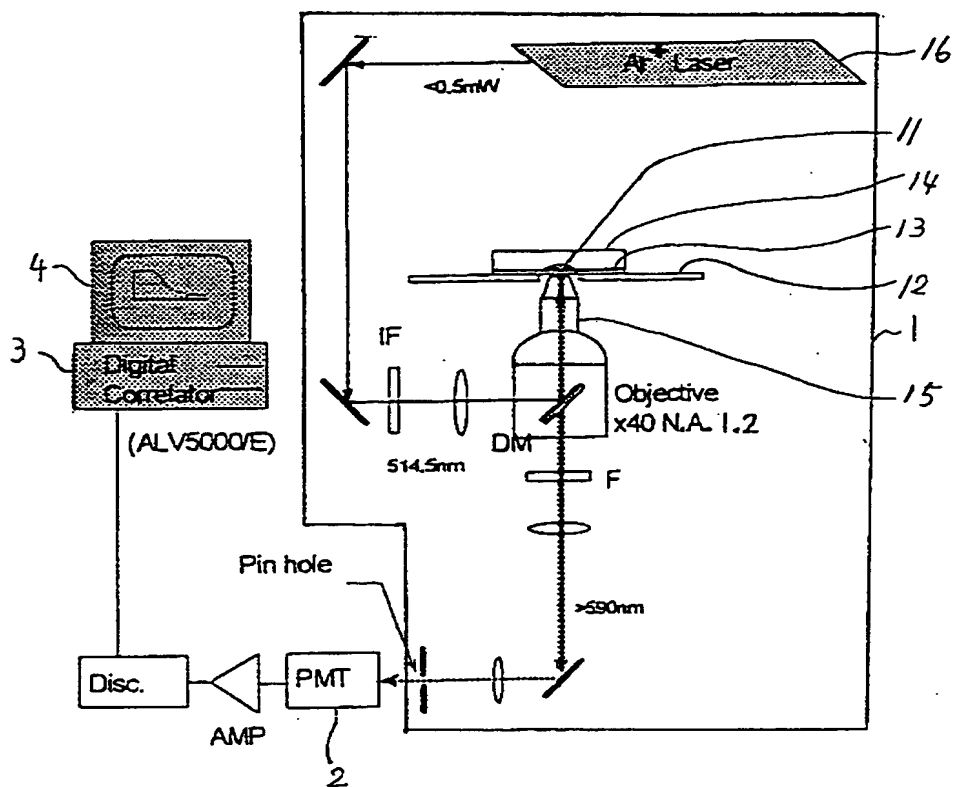 Ar+ Laser
16
<0.5mW
11
14
13
12
4
3
IF
1
Digital
Correlator
15
Objective
x40 N.A. 1.2
DM
(ALV5000/E)
514.5nm
F
Pin hole
>590nm
Disc.
PMT
AMP
2